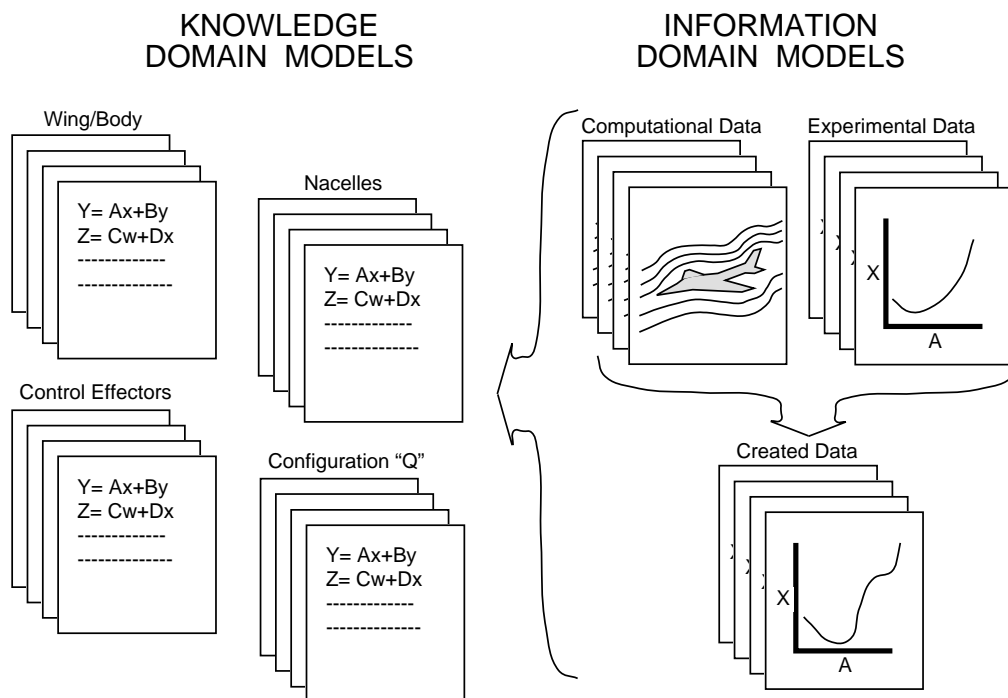 KNOWLEDGE
DOMAIN MODELS
INFORMATION
DOMAIN MODELS
Wing/Body
Y= Ax+By
Z= Cw+Dx
-------------
--------------
Nacelles
Y= Ax+By
Z= Cw+Dx
-------------
--------------
Control Effectors
Y= Ax+By
Z= Cw+Dx
-------------
--------------
Configuration “Q”
Y= Ax+By
Z= Cw+Dx
-------------
--------------
Computational Data
Experimental Data
X
A
Created Data
X
A